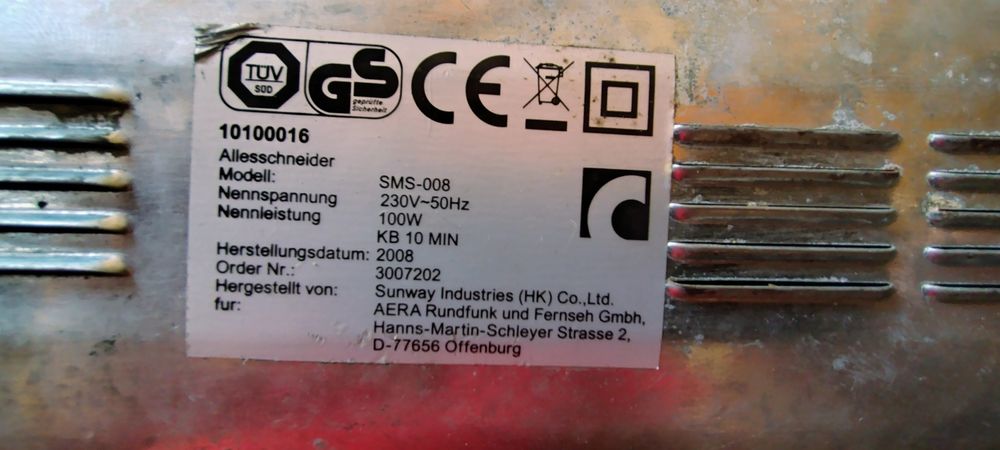 TÜV
SÜD
GS
geprüfte
Sicherheit
CE
10100016
Allesschneider
Modell: SMS-008
Nennspannung 230V~50Hz
Nennleistung 100W
KB 10 MIN
Herstellungsdatum: 2008
Order Nr.: 3007202
Hergestellt von: Sunway Industries (HK) Co.,Ltd.
fur: AERA Rundfunk und Fernseh Gmbh,
Hanns-Martin-Schleyer Strasse 2,
D-77656 Offenburg